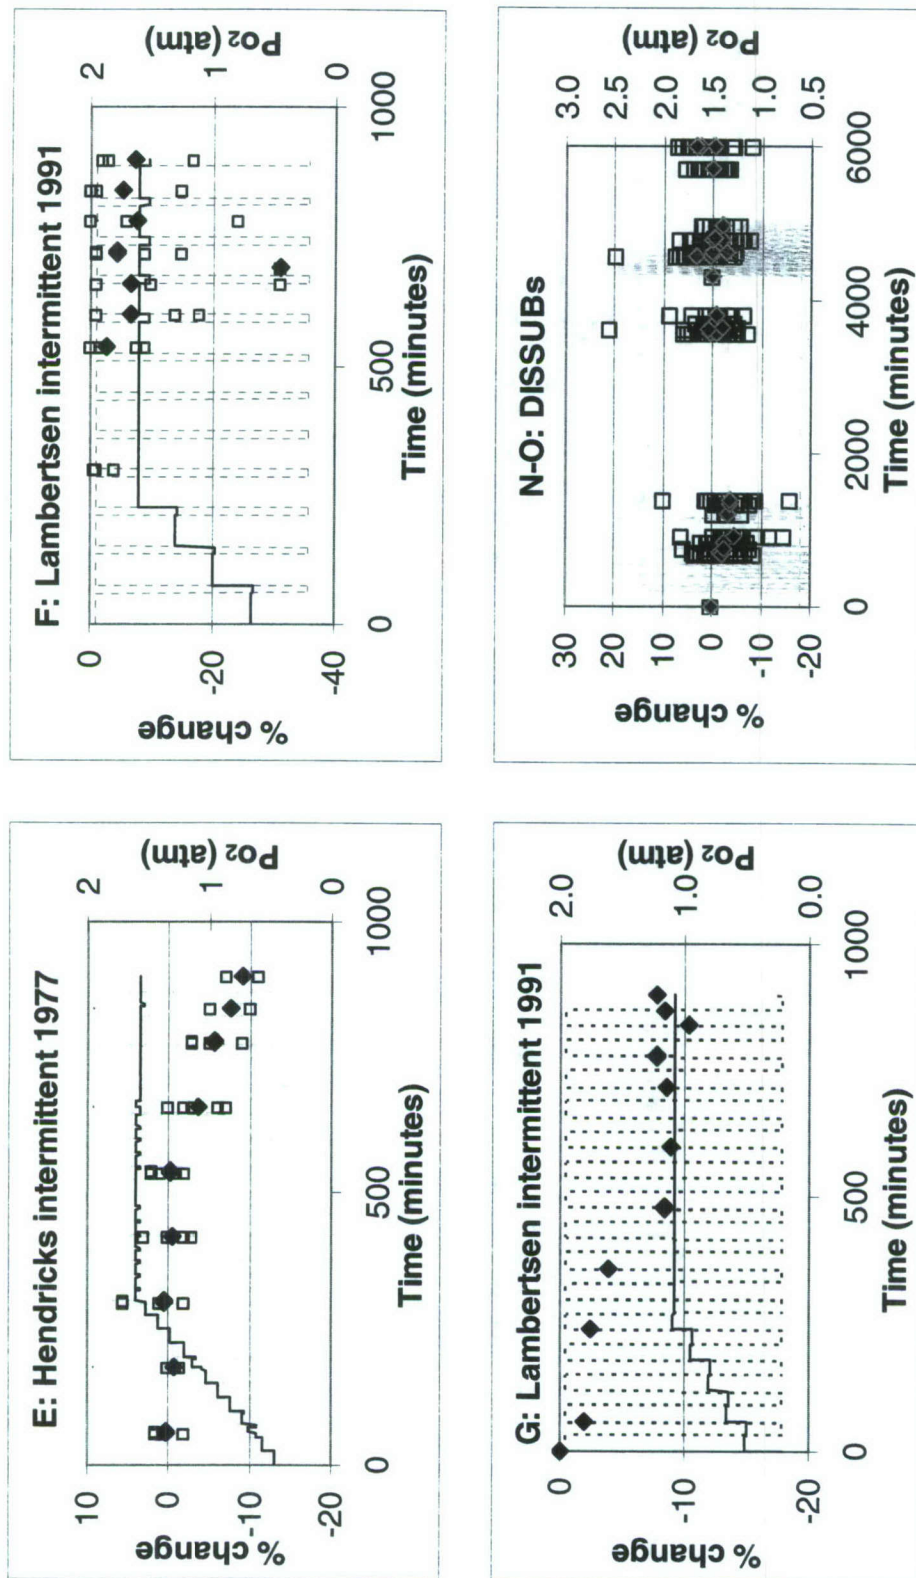 E: Hendricks intermittent 1977
% change
10
0
-10
-20
Po2 (atm)
2
1
0
0
500
1000
Time (minutes)
F: Lambertsen intermittent 1991
% change
0
-20
-40
Po2 (atm)
2
1
0
0
500
1000
Time (minutes)
G: Lambertsen intermittent 1991
% change
0
-10
-20
Po2 (atm)
2.0
1.0
0.0
0
500
1000
Time (minutes)
N-O: DISSUBs
% change
30
20
10
0
-10
-20
Po2 (atm)
3.0
2.5
2.0
1.5
1.0
0.5
0
2000
4000
6000
Time (minutes)